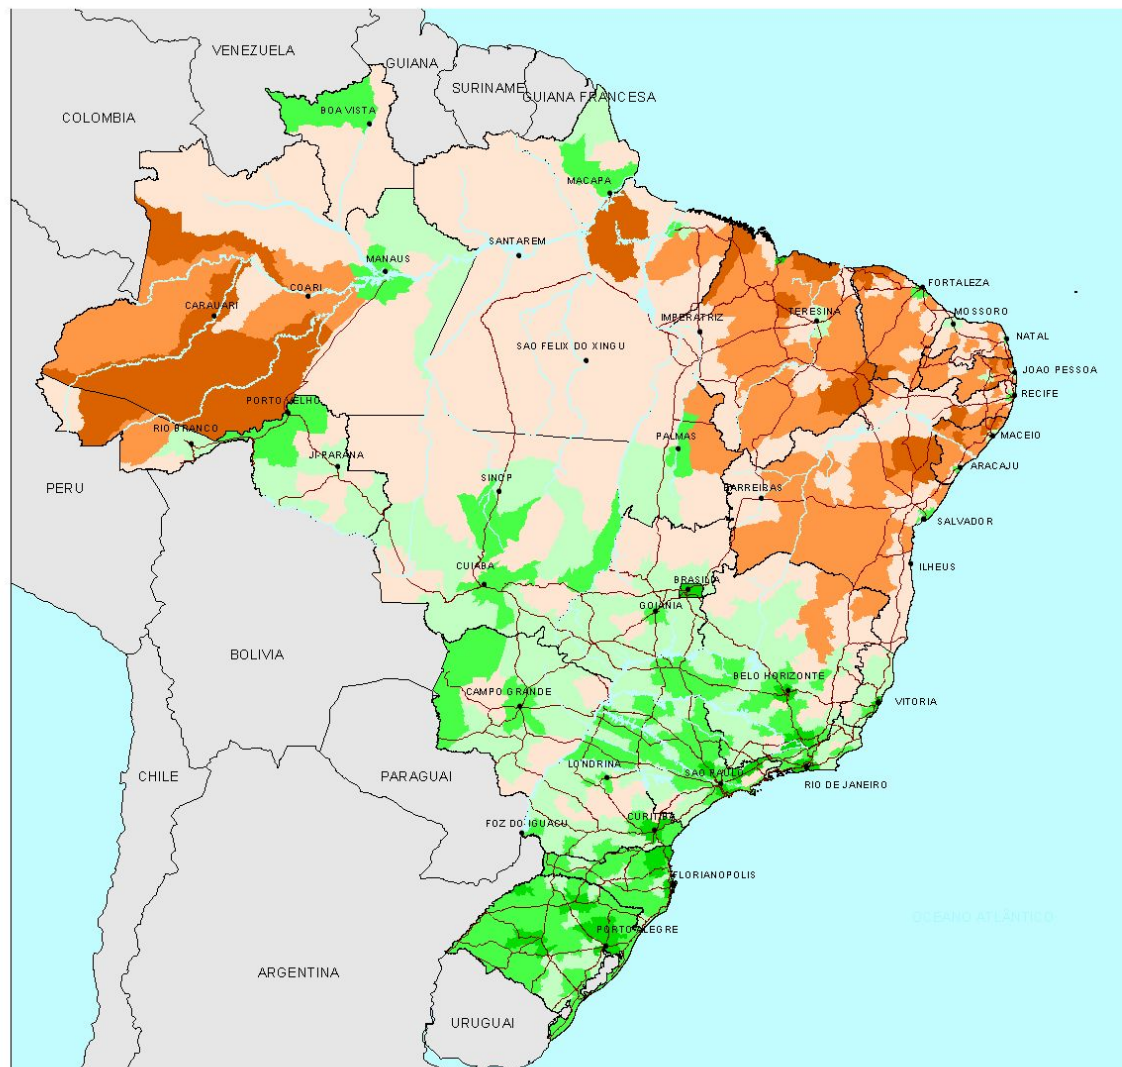 VENEZUELA
GUIANA
SURINAME
GUIANA FRANCESA
COLOMBIA
BOA VISTA
MACAPA
SANTAREM
MANAUS
COARI
CARAUARI
FORTALEZA
MOSSORO
TERESINA
IMPERATRIZ
NATAL
SAO FELIX DO XINGU
JOAO PESSOA
RECIFE
PORTO VELHO
RIO BRANCO
PALMAS
MACEIO
JI-PARANA
ARACAJU
PERU
SINOP
BARREIRAS
SALVADOR
CUIABA
BRASILIA
ILHEUS
GOIANIA
BOLIVIA
BELO HORIZONTE
CAMPO GRANDE
VITORIA
CHILE
PARAGUAI
LONDRINA
SAO PAULO
RIO DE JANEIRO
FOZ DO IGUACU
CURITIBA
FLORIANOPOLIS
OCEANO ATLÂNTICO
PORTO ALEGRE
ARGENTINA
URUGUAI